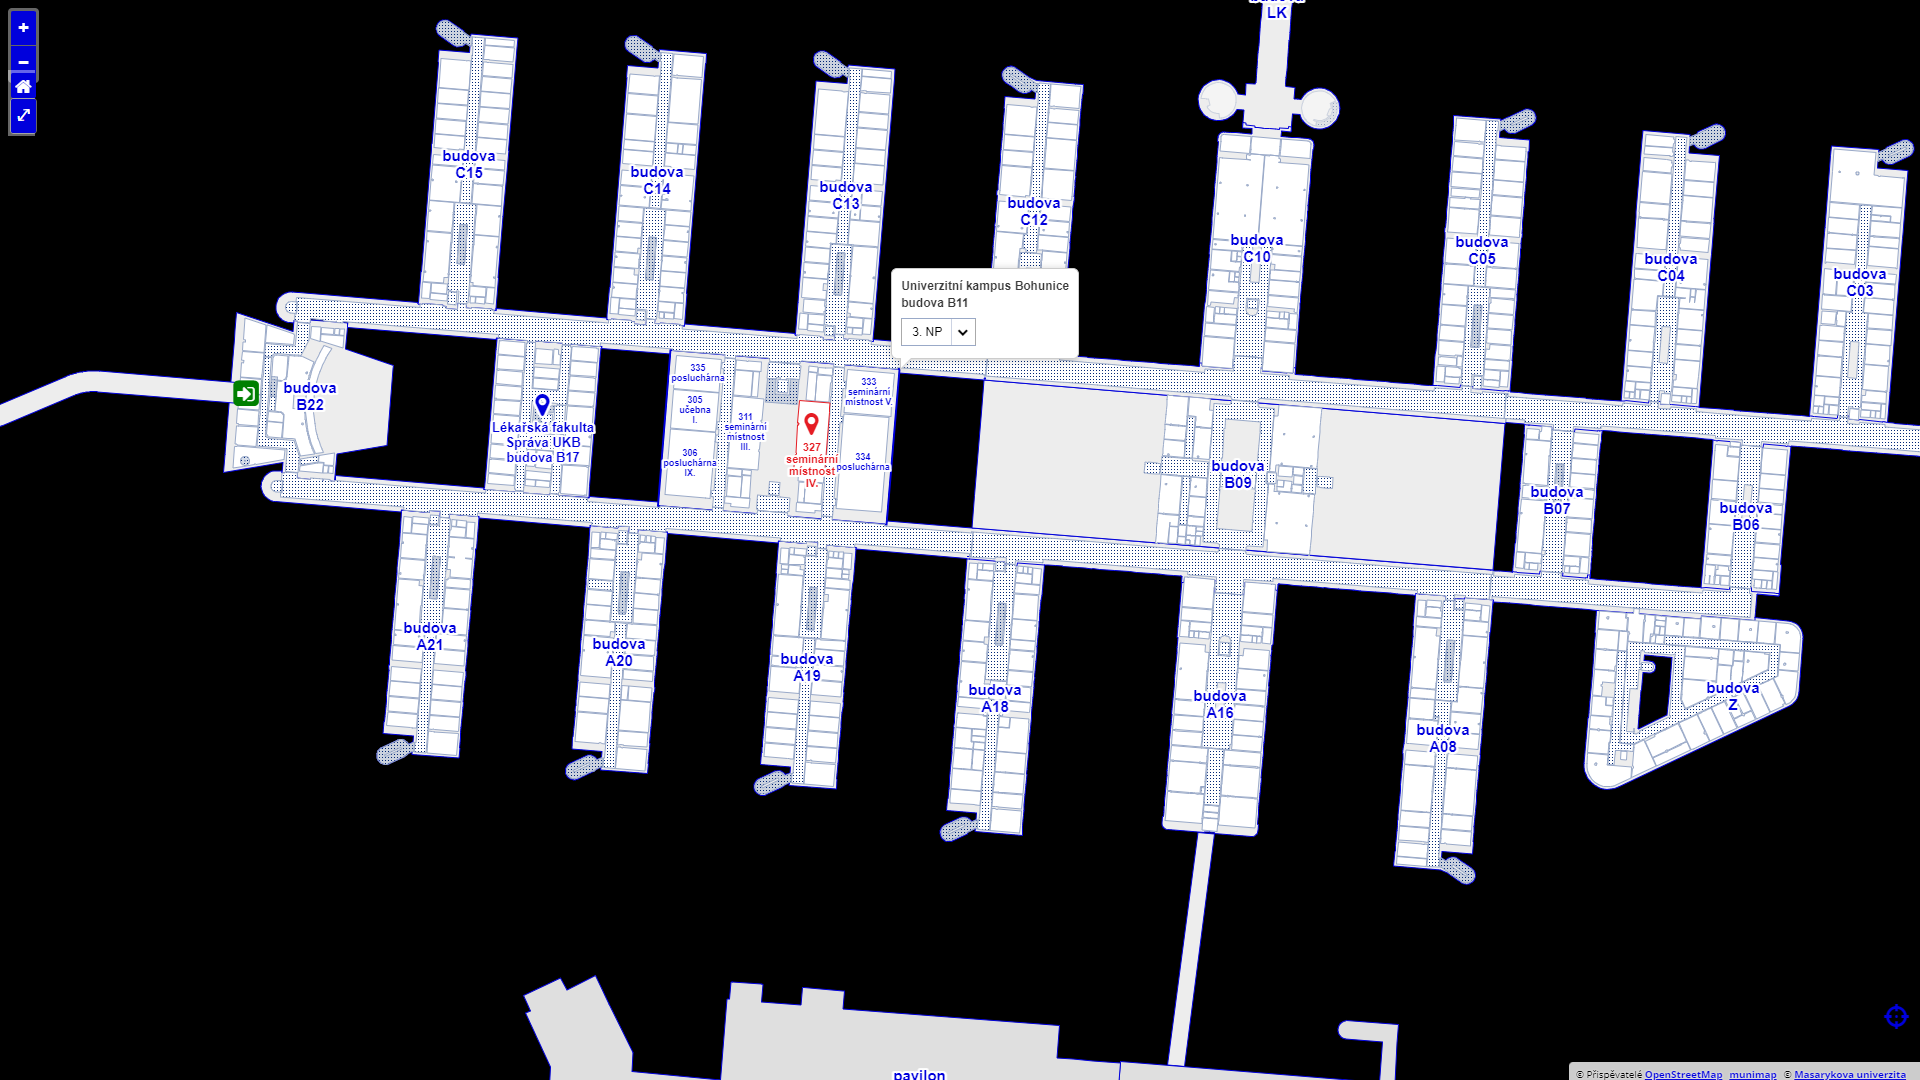 +
−
LK
budova
C15
budova
C14
budova
C13
budova
C12
budova
C10
budova
C05
budova
C04
budova
C03
Univerzitní kampus Bohunice
budova B11
3. NP
budova
B22
Lékařská fakulta
Správa UKB
budova B17
335
posluchárna
305
učebna
I.
306
posluchárna
IX.
311
seminární
místnost
III.
327
seminární
místnost
IV.
333
seminární
místnost V.
334
posluchárna
budova
B09
budova
B07
budova
B06
budova
A21
budova
A20
budova
A19
budova
A18
budova
A16
budova
A08
budova
Z
pavilon
© Přispěvatelé OpenStreetMap munimap © Masarykova univerzita